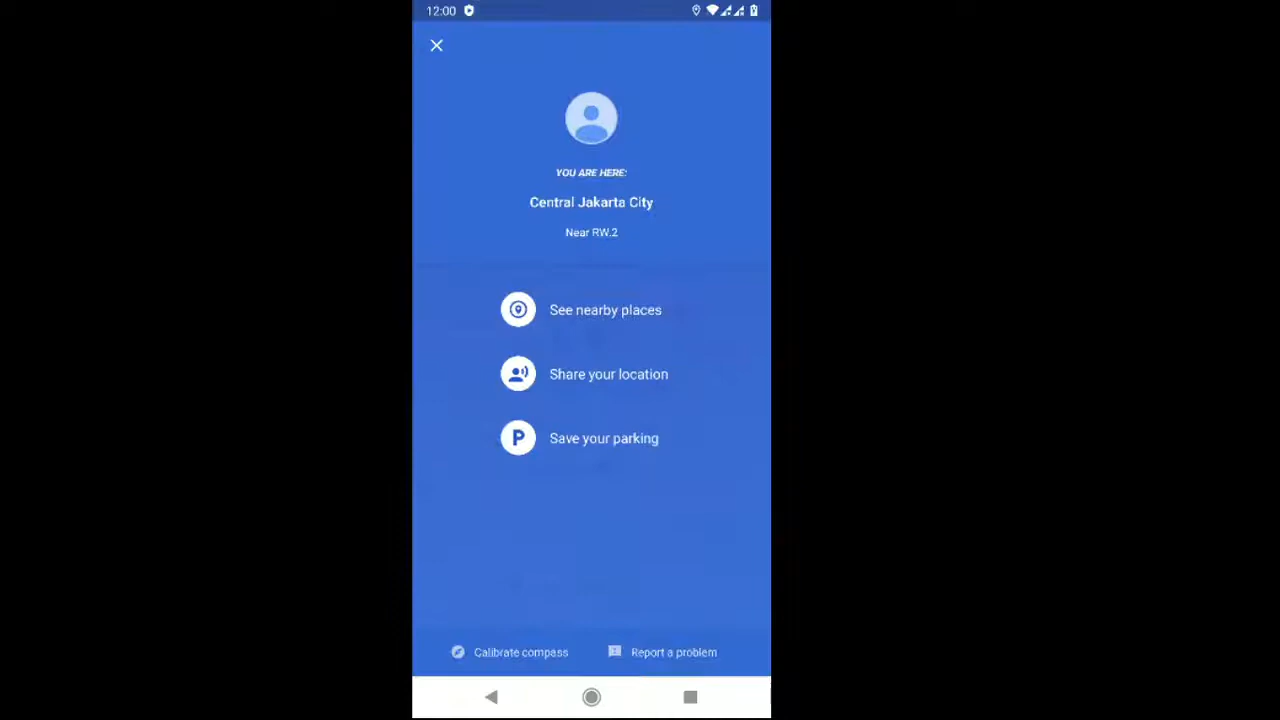 12:00
YOU ARE HERE:
Central Jakarta City
Near RW.2
See nearby places
Share your location
P Save your parking
Calibrate compass Report a problem